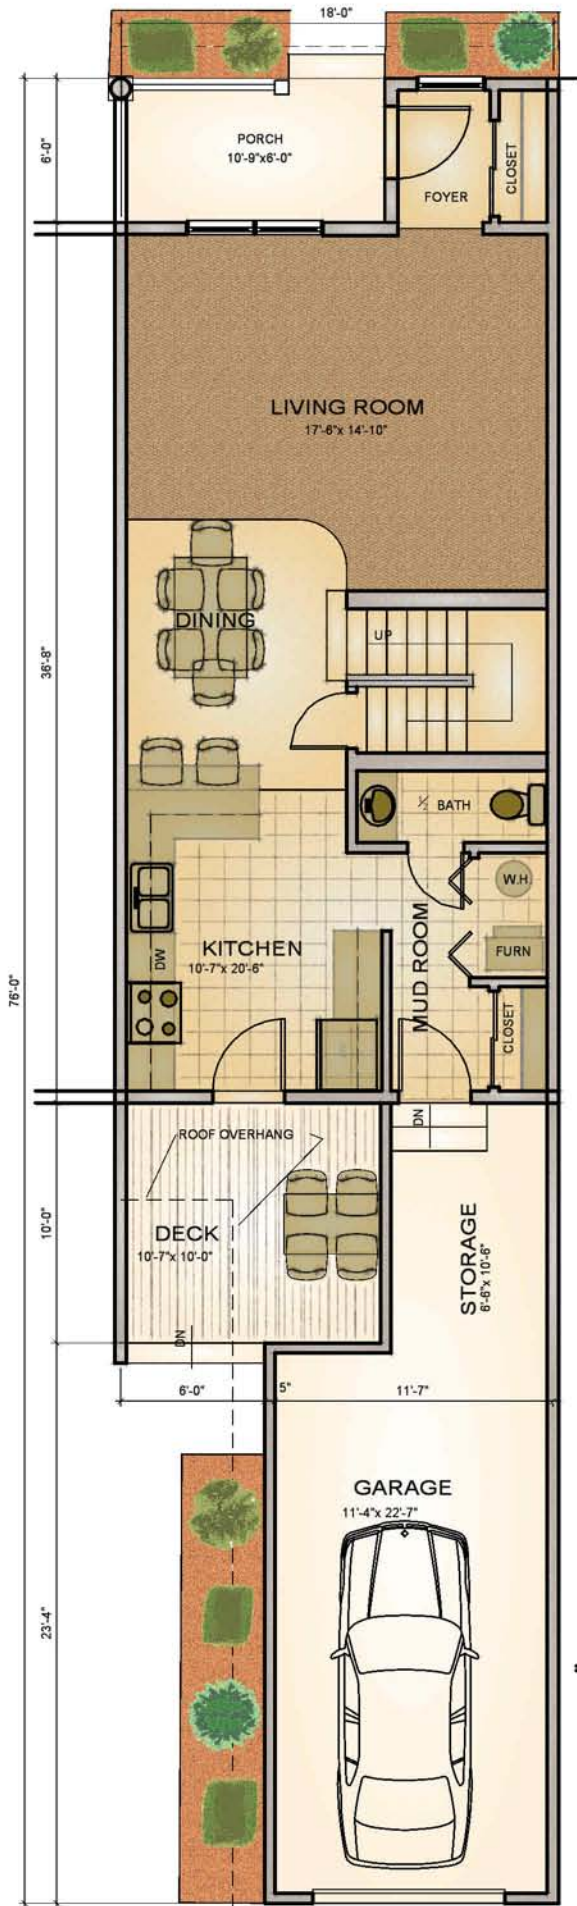 18'-0"
PORCH
10'-9"x6'-0"
6'-0"
FOYER
CLOSET
LIVING ROOM
17'-6"x 14'-10"
DINING
UP
36'-8"
½ BATH
W.H.
FURN
KITCHEN
10'-7"x 20'-6"
DW
MUD ROOM
CLOSET
76'-0"
DN
ROOF OVERHANG
DECK
10'-7"x 10'-0"
10'-0"
STORAGE
6'-6"x 10'-6"
DN
6'-0"
5"
11'-7"
GARAGE
11'-4"x 22'-7"
23'-4"